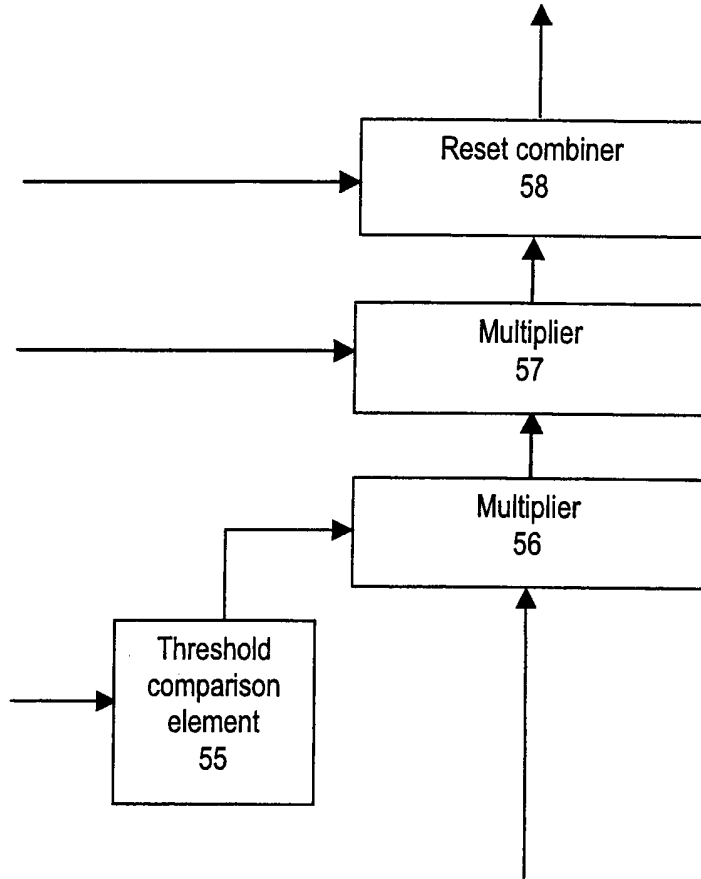 Reset combiner
58
Multiplier
57
Multiplier
56
Threshold
comparison
element
55